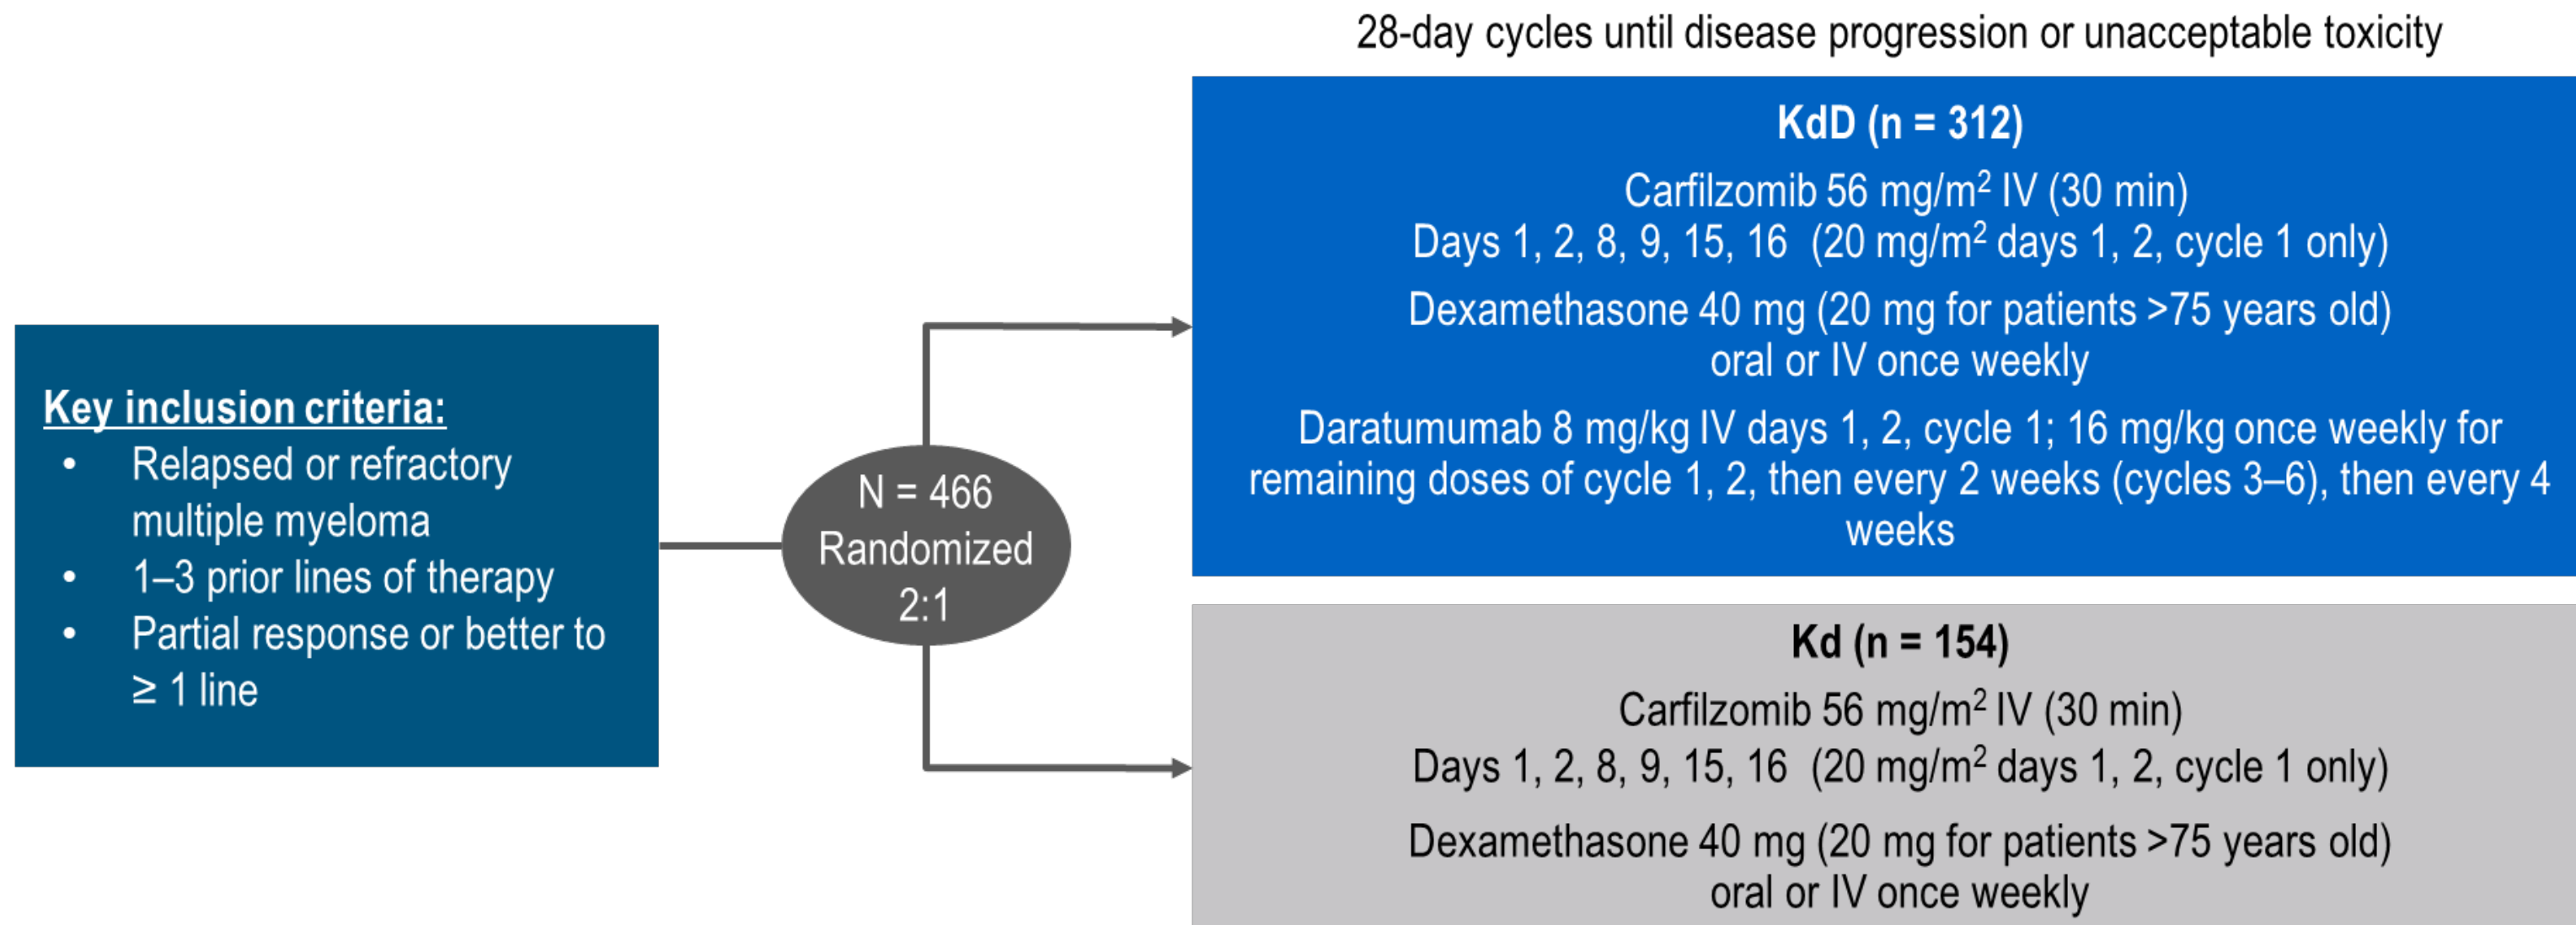 28-day cycles until disease progression or unacceptable toxicity
Key inclusion criteria:
• Relapsed or refractory
multiple myeloma
• 1–3 prior lines of therapy
• Partial response or better to
≥ 1 line
N = 466
Randomized
2:1
KdD (n = 312)
Carfilzomib 56 mg/m² IV (30 min)
Days 1, 2, 8, 9, 15, 16 (20 mg/m² days 1, 2, cycle 1 only)
Dexamethasone 40 mg (20 mg for patients >75 years old)
oral or IV once weekly
Daratumumab 8 mg/kg IV days 1, 2, cycle 1; 16 mg/kg once weekly for
remaining doses of cycle 1, 2, then every 2 weeks (cycles 3–6), then every 4
weeks
Kd (n = 154)
Carfilzomib 56 mg/m² IV (30 min)
Days 1, 2, 8, 9, 15, 16 (20 mg/m² days 1, 2, cycle 1 only)
Dexamethasone 40 mg (20 mg for patients >75 years old)
oral or IV once weekly